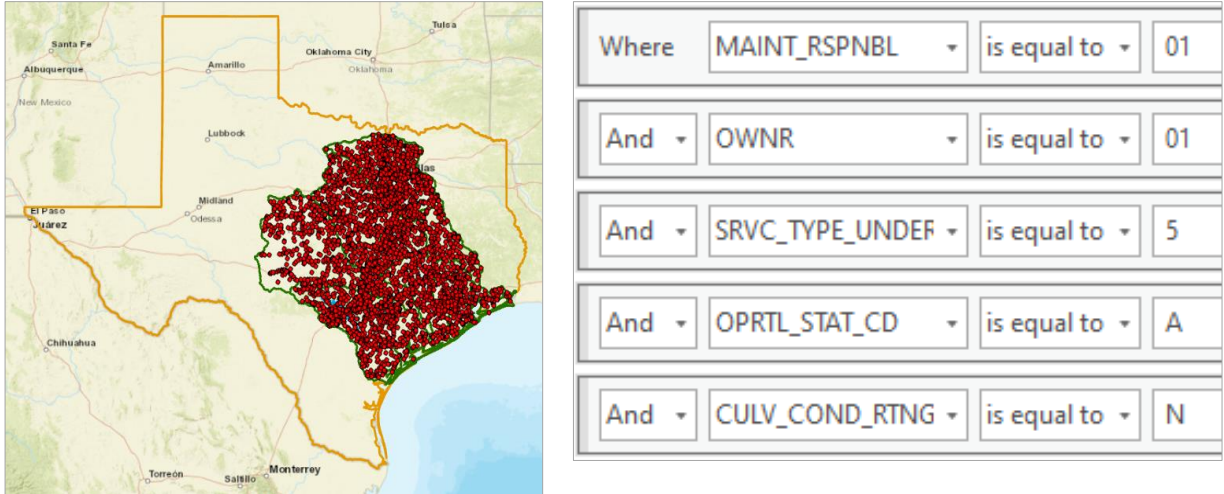 Tulsa
Santa Fe
Oklahoma City
Albuquerque
Amarillo
Oklahoma
New Mexico
Lubbock
las
Midland
Odessa
El Paso
Juárez
Chihuahua
Torreón
Saltillo
Monterrey
Where MAINT_RSPNBL is equal to 01
And OWNR is equal to 01
And SRVC_TYPE_UNDER is equal to 5
And OPRTL_STAT_CD is equal to A
And CULV_COND_RTNG is equal to N